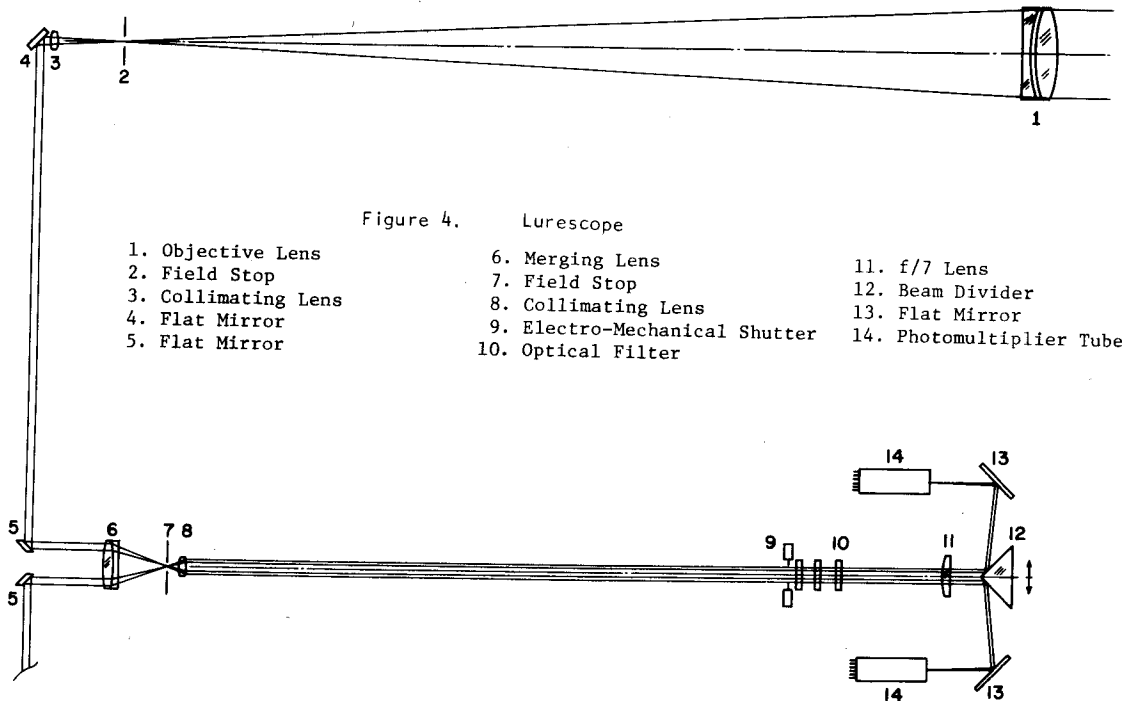 4 3 2 1
Figure 4. Lurescope
1. Objective Lens
2. Field Stop
3. Collimating Lens
4. Flat Mirror
5. Flat Mirror
6. Merging Lens
7. Field Stop
8. Collimating Lens
9. Electro-Mechanical Shutter
10. Optical Filter
11. f/7 Lens
12. Beam Divider
13. Flat Mirror
14. Photomultiplier Tube
14 13
5 6 7 8 9 10 11 12
5
14 13